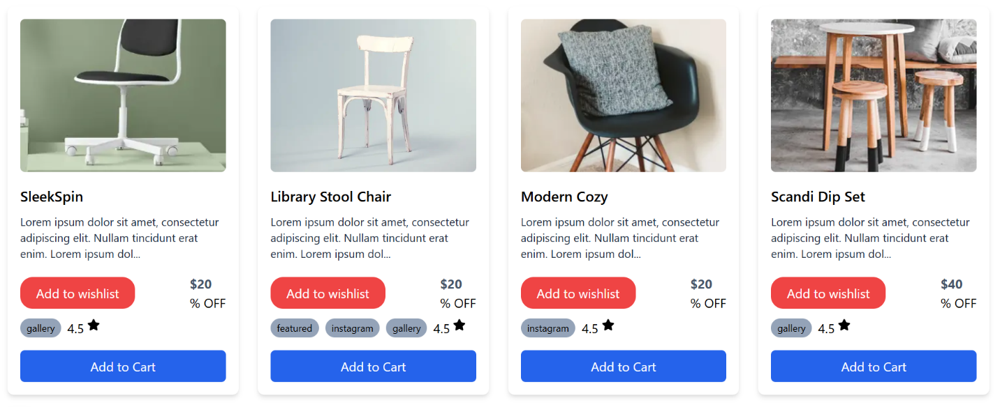 SleekSpin
Lorem ipsum dolor sit amet, consectetur
adipiscing elit. Nullam tincidunt erat
enim. Lorem ipsum dol...
Add to wishlist
$20
% OFF
gallery 4.5
Add to Cart
Library Stool Chair
Lorem ipsum dolor sit amet, consectetur
adipiscing elit. Nullam tincidunt erat
enim. Lorem ipsum dol...
Add to wishlist
$20
% OFF
featured instagram gallery 4.5
Add to Cart
Modern Cozy
Lorem ipsum dolor sit amet, consectetur
adipiscing elit. Nullam tincidunt erat
enim. Lorem ipsum dol...
Add to wishlist
$20
% OFF
instagram 4.5
Add to Cart
Scandi Dip Set
Lorem ipsum dolor sit amet, consectetur
adipiscing elit. Nullam tincidunt erat
enim. Lorem ipsum dol...
Add to wishlist
$40
% OFF
gallery 4.5
Add to Cart